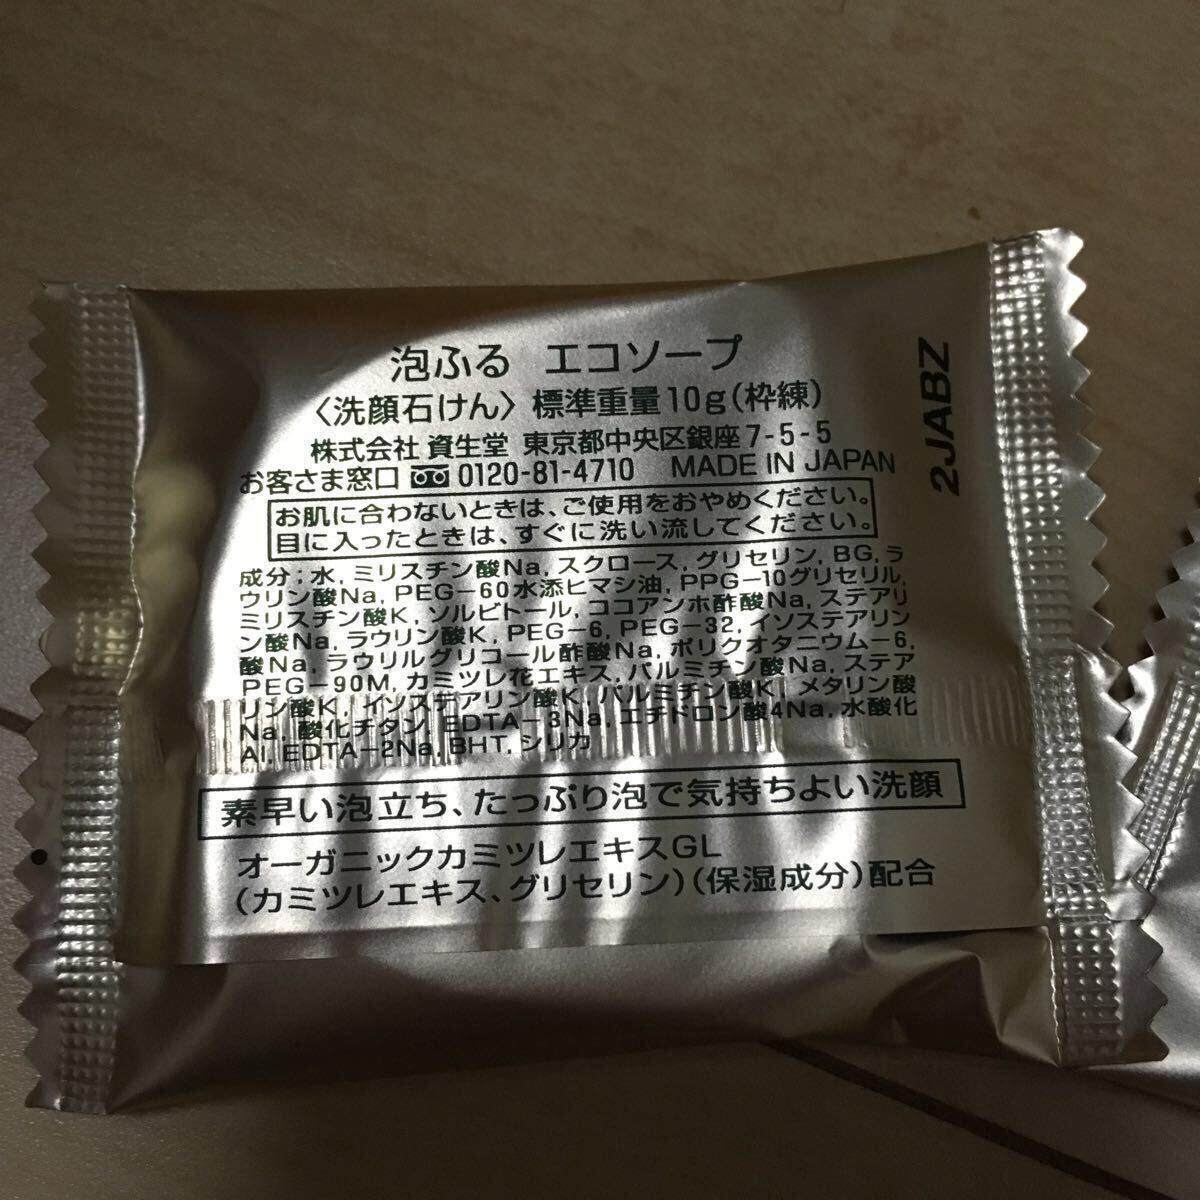 泡ふる エコソープ
〈洗顔石けん〉標準重量10g(枠練)
株式会社 資生堂 東京都中央区銀座7-5-5
お客さま窓口 0120-81-4710 MADE IN JAPAN
お肌に合わないときは、ご使用をおやめください。
目に入ったときは、すぐに洗い流してください。
成分:水, ミリスチン酸Na, スクロース, グリセリン, BG, ラ
ウリン酸Na, PEG-60水添ヒマシ油, PPG-10グリセリル,
ミリスチン酸K, ソルビトール, ココアンホ酢酸Na, ステアリ
ン酸Na, ラウリン酸K, PEG-6, PEG-32, イソステアリン
酸Na, ラウリルグリコール酢酸Na, ポリクオタニウム-6,
PEG-90M, カミツレ花エキス, パルミチン酸Na, ステア
リン酸K, イソステアリン酸K, パルミチン酸K, メタリン酸
Na, 酸化チタン, EDTA-3Na, エチドロン酸4Na, 水酸化
Al, EDTA-2Na, BHT, シリカ
素早い泡立ち、たっぷり泡で気持ちよい洗顔
オーガニックカミツレエキスGL
(カミツレエキス、グリセリン)(保湿成分)配合
2JABZ